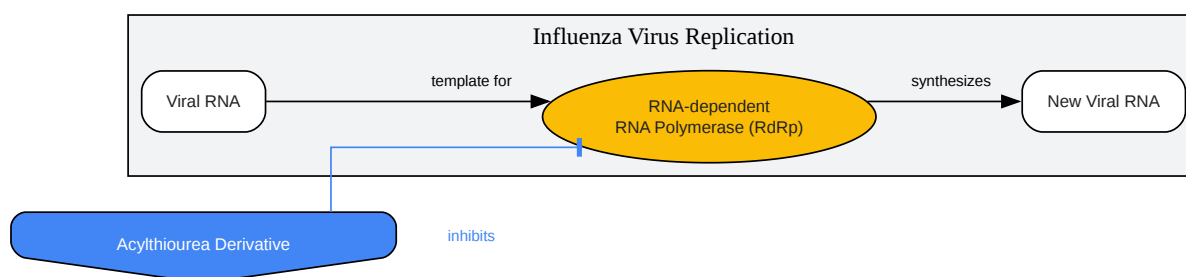 Influenza Virus Replication
Viral RNA
template for
RNA-dependent
RNA Polymerase (RdRp)
synthesizes
New Viral RNA
Acylthiourea Derivative
inhibits